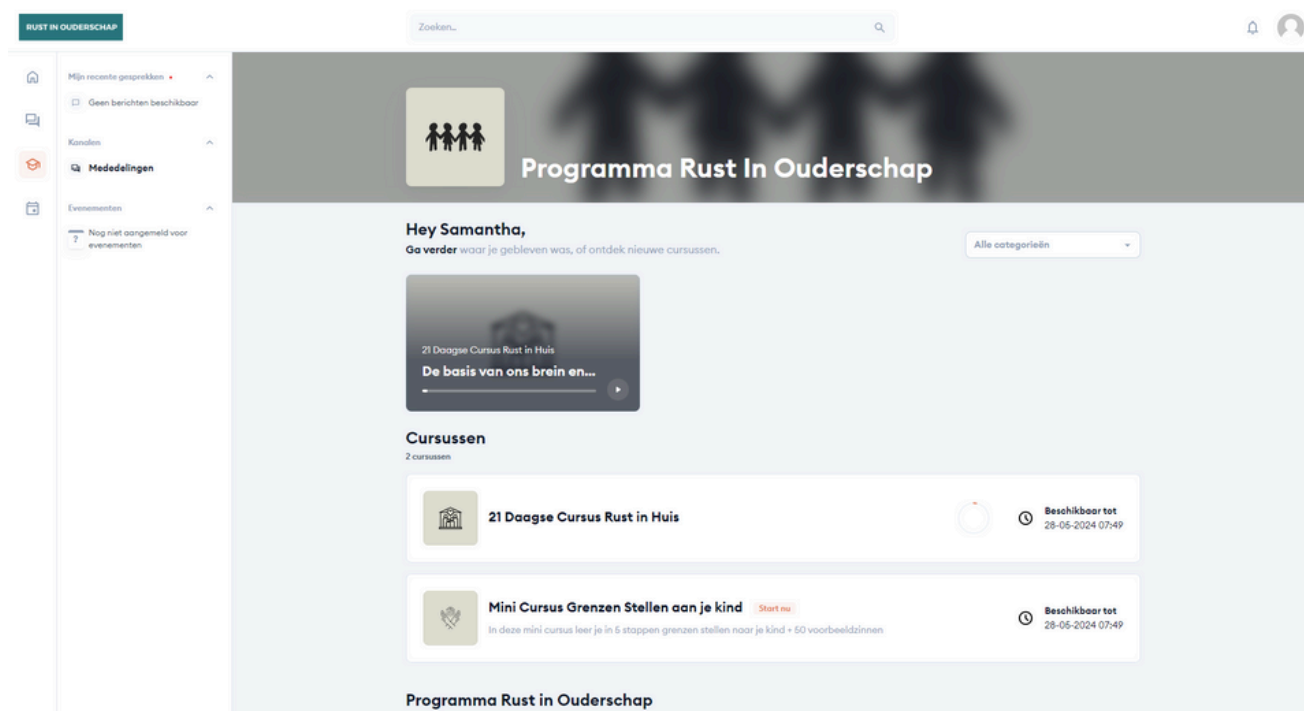 RUST IN OUDERSCHAP
Zoeken..
Mijn recente gesprekken
Geen berichten beschikbaar
Kanalen
Mededelingen
Evenementen
?
Nog niet aangemeld voor
evenementen
Programma Rust In Ouderschap
Hey Samantha,
Ga verder waar je gebleven was, of ontdek nieuwe cursussen.
Alle categorieën
21 Daagse Cursus Rust in Huis
De basis van ons brein en...
Cursussen
2 cursussen
21 Daagse Cursus Rust in Huis
Beschikbaar tot
28-05-2024 07:49
Mini Cursus Grenzen Stellen aan je kind
Start nu
In deze mini cursus leer je in 5 stappen grenzen stellen naar je kind + 50 voorbeeldzinnen
Beschikbaar tot
28-05-2024 07:49
Programma Rust in Ouderschap